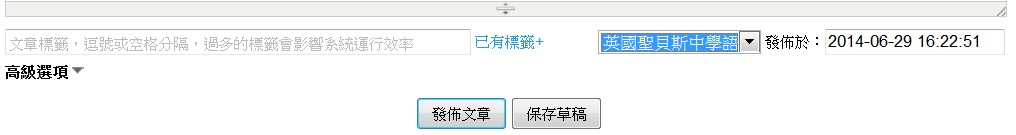 文章標籤，逗號或空格分隔，過多的標籤會影響系統運行效率 已有標籤+ 英國聖貝斯中學語 發佈於：2014-06-29 16:22:51
高級選項
發佈文章 保存草稿